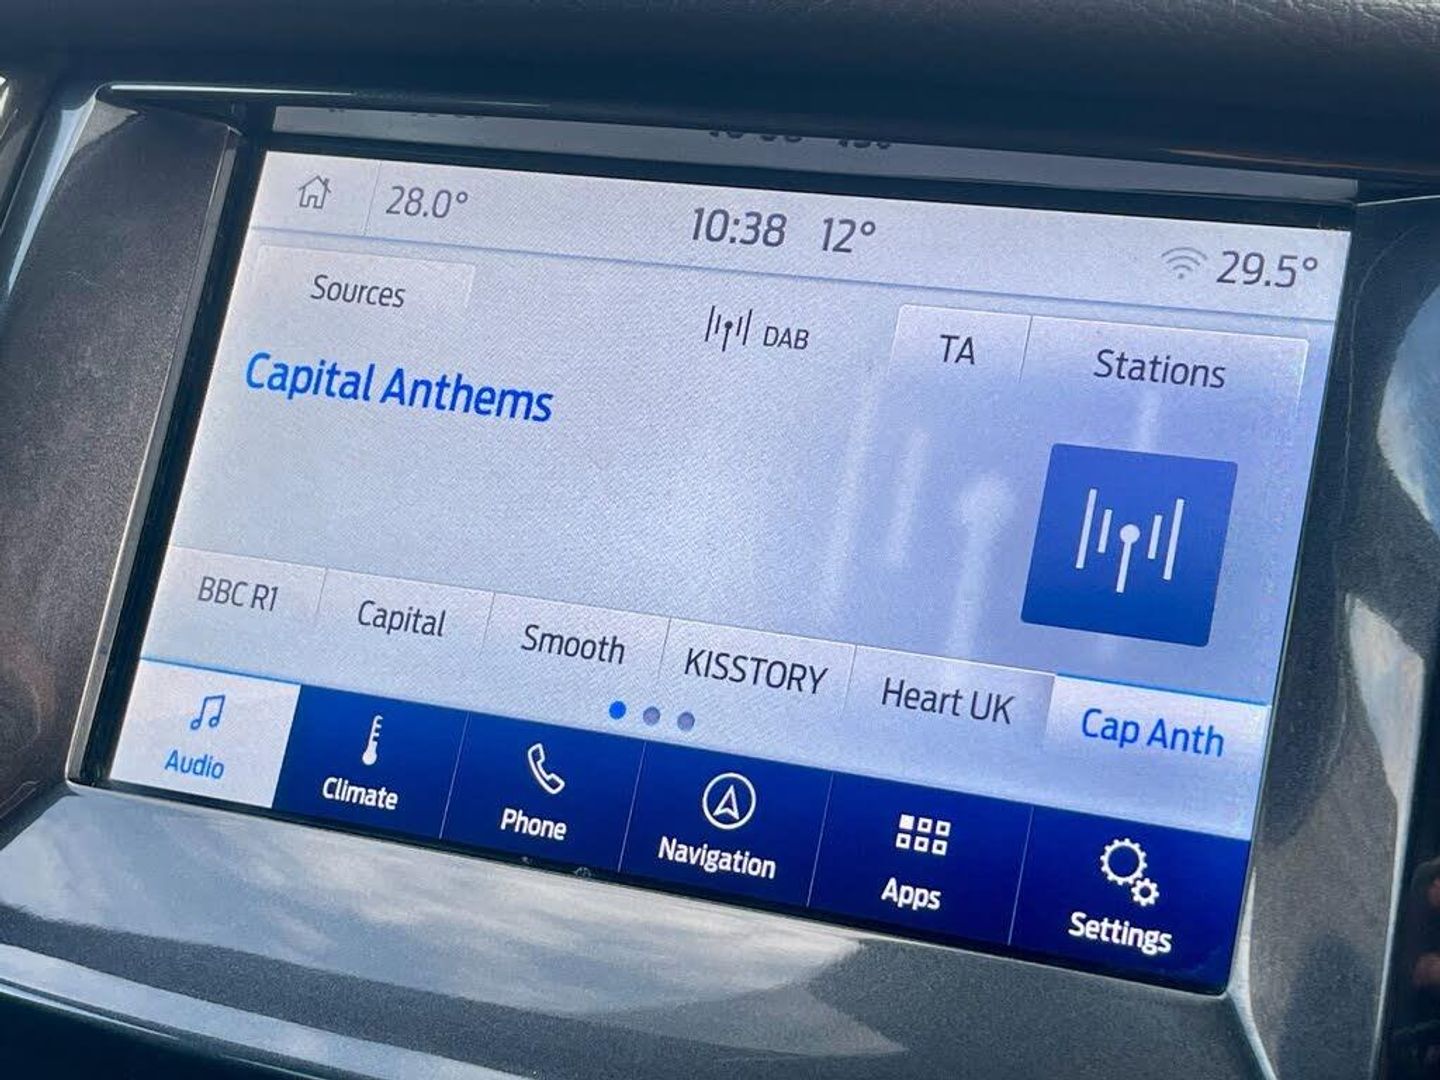 28.0° 10:38 12° 29.5°
Sources DAB TA Stations
Capital Anthems
BBC R1 Capital Smooth KISSTORY Heart UK Cap Anth
Audio Climate Phone Navigation Apps Settings